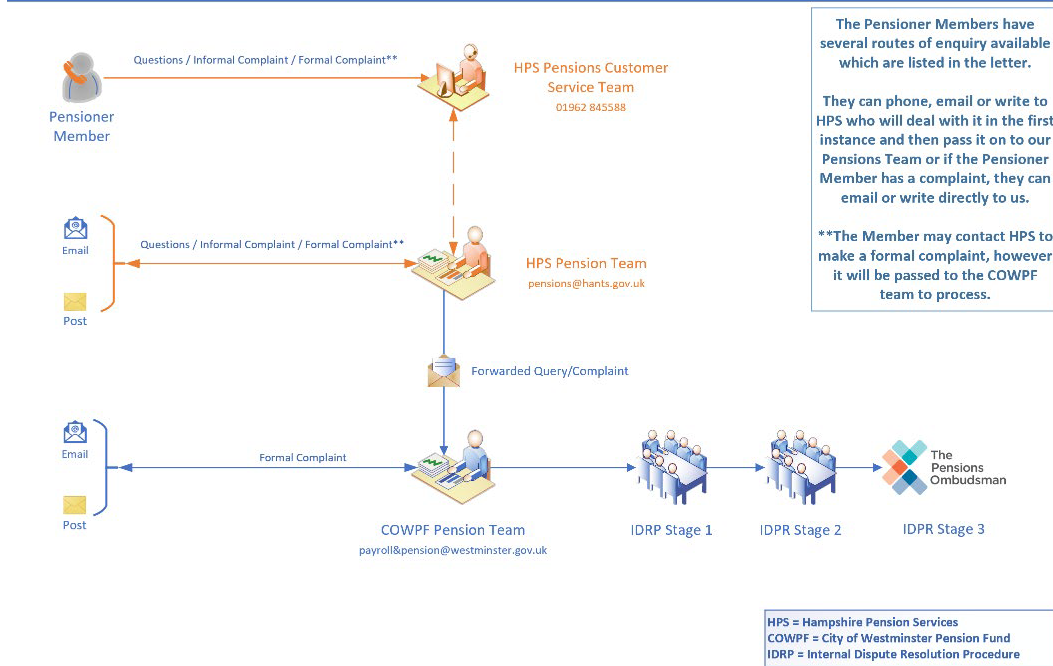 Questions / Informal Complaint / Formal Complaint**
Pensioner
Member
HPS Pensions Customer
Service Team
01962 845588
The Pensioner Members have
several routes of enquiry available
which are listed in the letter.
They can phone, email or write to
HPS who will deal with it in the first
instance and then pass it on to our
Pensions Team or if the Pensioner
Member has a complaint, they can
email or write directly to us.
**The Member may contact HPS to
make a formal complaint, however
it will be passed to the COWPF
team to process.
Email
Post
Questions / Informal Complaint / Formal Complaint**
HPS Pension Team
pensions@hants.gov.uk
Forwarded Query/Complaint
Email
Post
Formal Complaint
COWPF Pension Team
payroll&pension@westminster.gov.uk
IDRP Stage 1
IDPR Stage 2
The
Pensions
Ombudsman
IDPR Stage 3
HPS = Hampshire Pension Services
COWPF = City of Westminster Pension Fund
IDRP = Internal Dispute Resolution Procedure